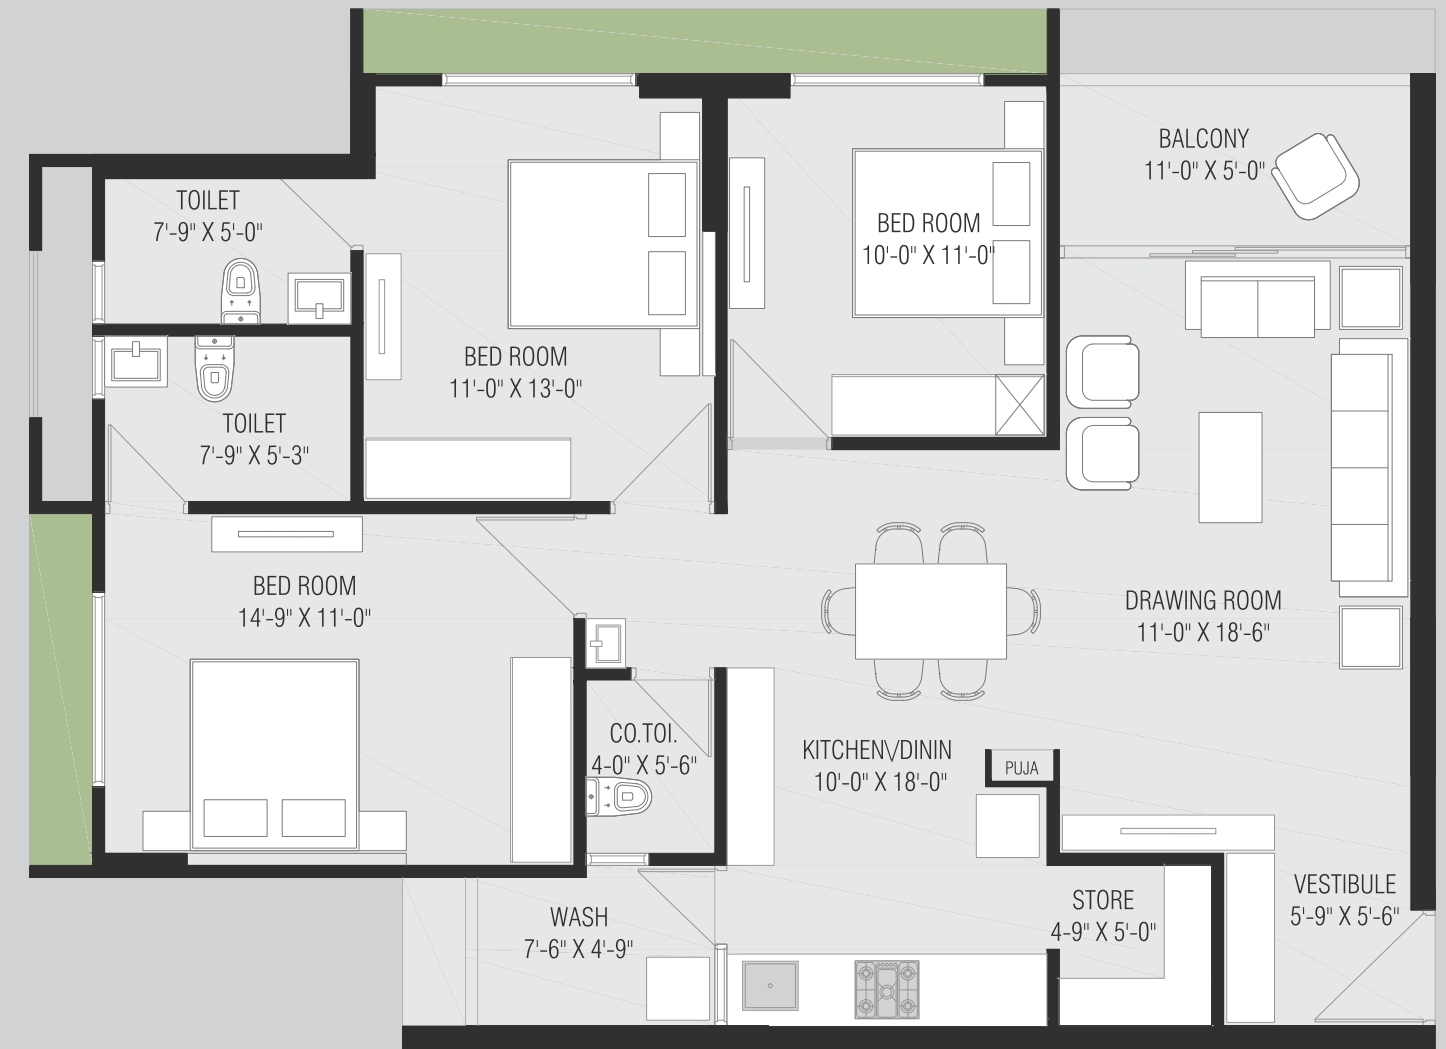 BALCONY
11'-0" X 5'-0"
TOILET
7'-9" X 5'-0"
BED ROOM
10'-0" X 11'-0"
BED ROOM
11'-0" X 13'-0"
TOILET
7'-9" X 5'-3"
BED ROOM
14'-9" X 11'-0"
DRAWING ROOM
11'-0" X 18'-6"
CO.TOI.
4-0" X 5'-6"
KITCHEN\/DININ
10'-0" X 18'-0"
PUJA
WASH
7'-6" X 4'-9"
STORE
4-9" X 5'-0"
VESTIBULE
5'-9" X 5'-6"